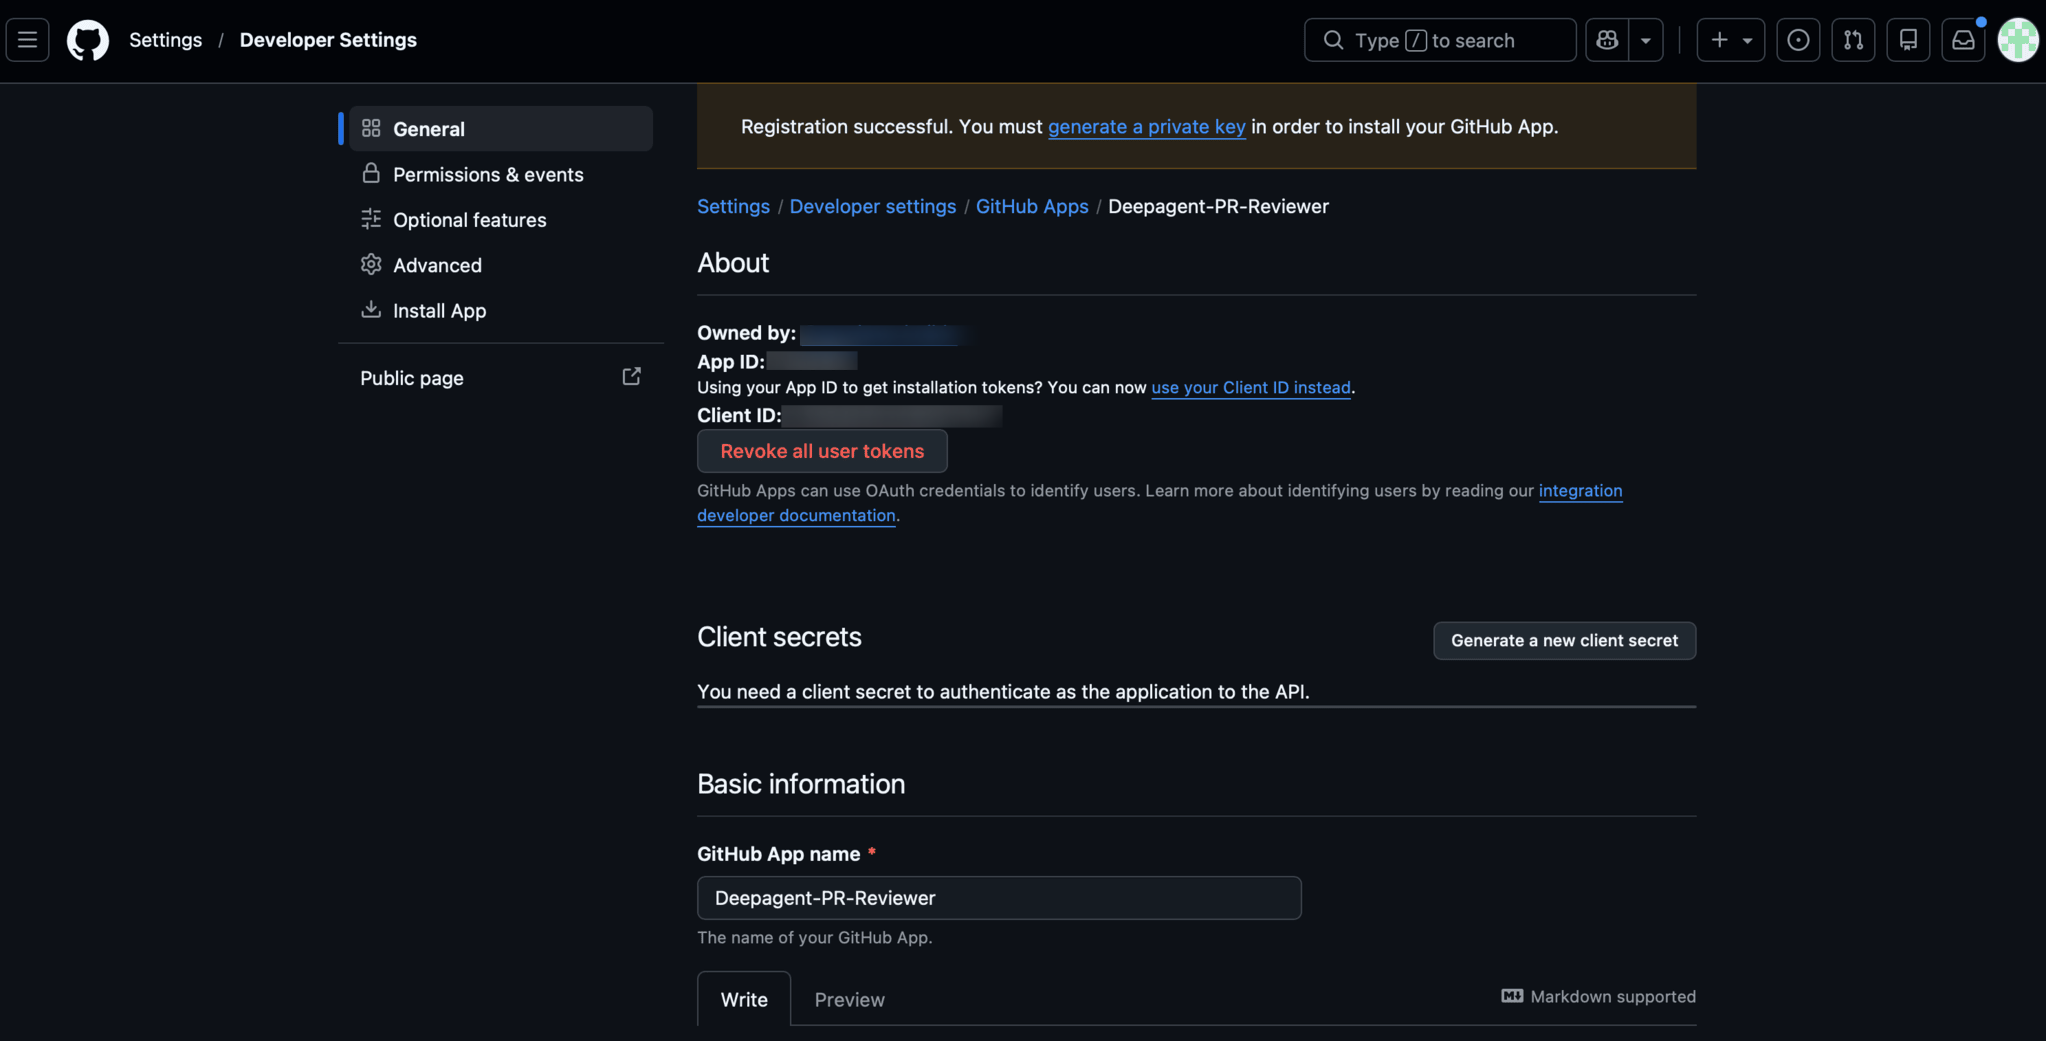 Settings / Developer Settings
Type / to search
General
Permissions & events
Optional features
Advanced
Install App
Public page
Registration successful. You must generate a private key in order to install your GitHub App.
Settings / Developer settings / GitHub Apps / Deepagent-PR-Reviewer
About
Owned by:
App ID:
Using your App ID to get installation tokens? You can now use your Client ID instead.
Client ID:
Revoke all user tokens
GitHub Apps can use OAuth credentials to identify users. Learn more about identifying users by reading our integration
developer documentation.
Client secrets
Generate a new client secret
You need a client secret to authenticate as the application to the API.
Basic information
GitHub App name *
Deepagent-PR-Reviewer
The name of your GitHub App.
Write
Preview
Markdown supported